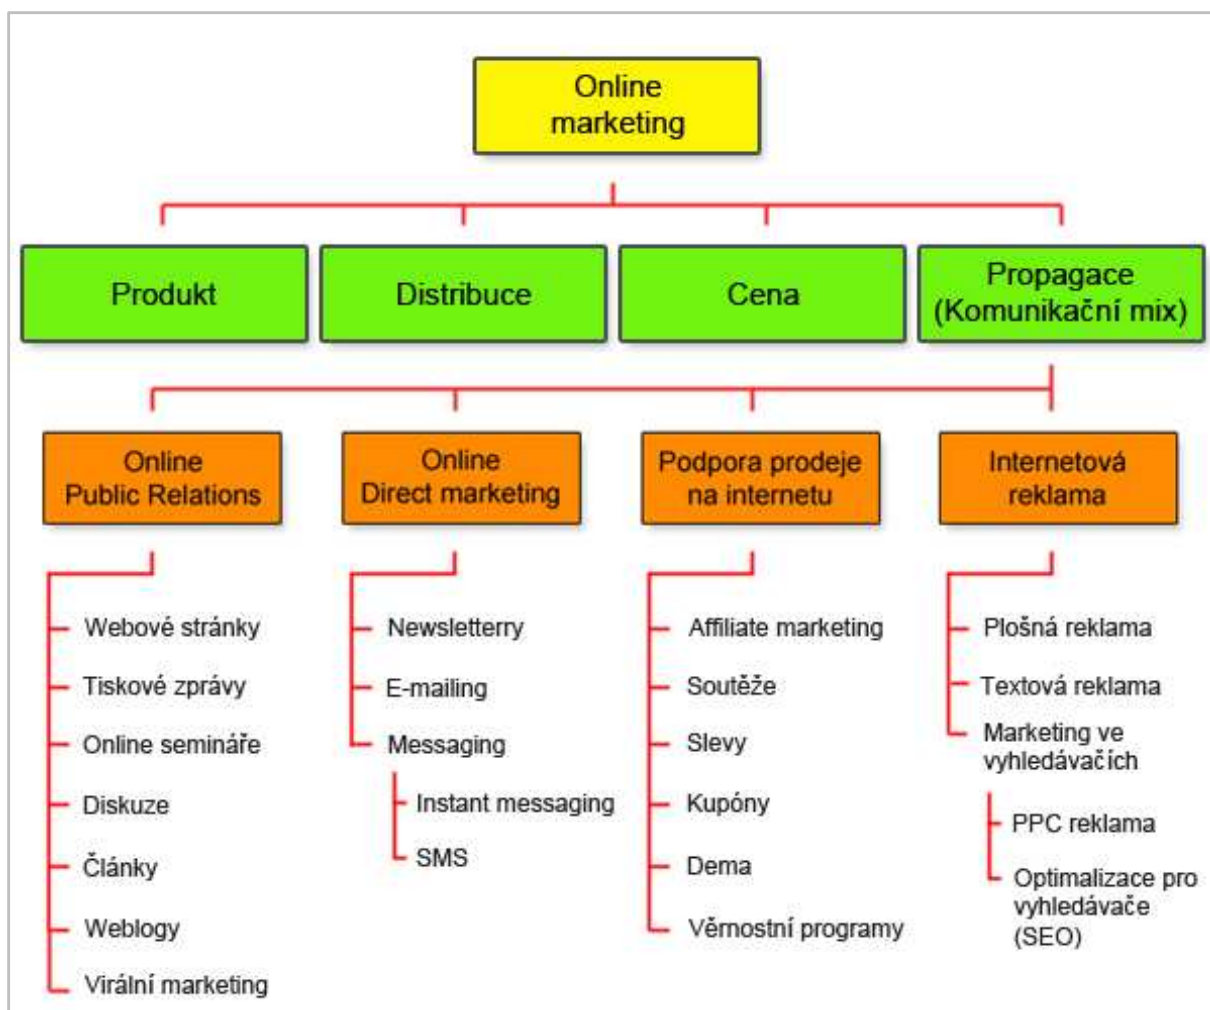 Online
marketing
Produkt
Distribuce
Cena
Propagace
(Komunikační mix)
Online
Public Relations
Online
Direct marketing
Podpora prodeje
na internetu
Internetová
reklama
Webové stránky
Tiskové zprávy
Online semináře
Diskuze
Články
Weblogy
Virální marketing
Newsletterry
E-mailing
Messaging
Instant messaging
SMS
Affiliate marketing
Soutěže
Slevy
Kupóny
Dema
Věrnostní programy
Plošná reklama
Textová reklama
Marketing ve
vyhledávačích
PPC reklama
Optimalizace pro
vyhledávače
(SEO)